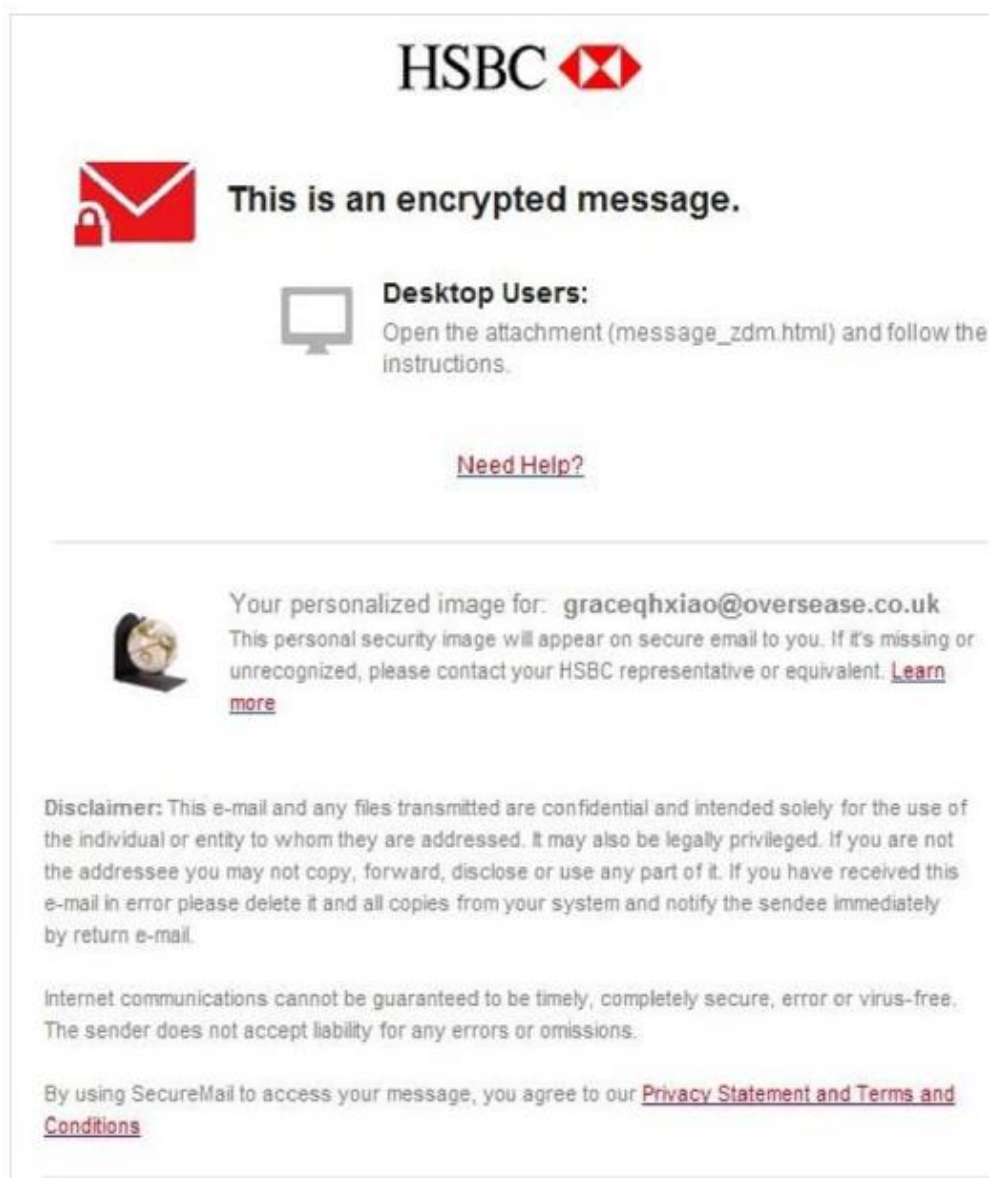 HSBC
This is an encrypted message.
Desktop Users:
Open the attachment (message_zdm.html) and follow the
instructions.
Need Help?
Your personalized image for: graceqhxiao@oversease.co.uk
This personal security image will appear on secure email to you. If it's missing or
unrecognized, please contact your HSBC representative or equivalent. Learn
more
Disclaimer: This e-mail and any files transmitted are confidential and intended solely for the use of
the individual or entity to whom they are addressed. It may also be legally privileged. If you are not
the addressee you may not copy, forward, disclose or use any part of it. If you have received this
e-mail in error please delete it and all copies from your system and notify the sendee immediately
by return e-mail.
Internet communications cannot be guaranteed to be timely, completely secure, error or virus-free.
The sender does not accept liability for any errors or omissions.
By using SecureMail to access your message, you agree to our Privacy Statement and Terms and
Conditions